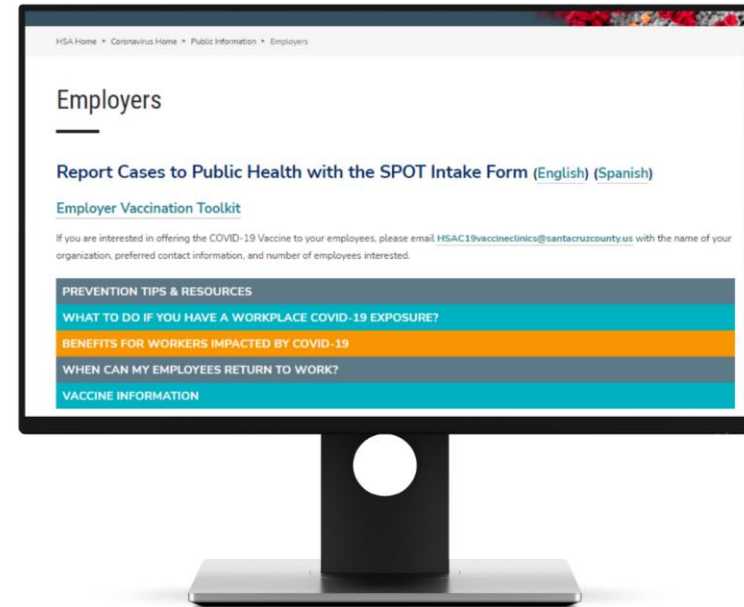 HSA Home • Coronavirus Home • Public Information • Employers
Employers
Report Cases to Public Health with the SPOT Intake Form (English) (Spanish)
Employer Vaccination Toolkit
If you are interested in offering the COVID-19 Vaccine to your employees, please email HSAC19vaccineclinics@santacruzcounty.us with the name of your
organization, preferred contact information, and number of employees interested.
PREVENTION TIPS & RESOURCES
WHAT TO DO IF YOU HAVE A WORKPLACE COVID-19 EXPOSURE?
BENEFITS FOR WORKERS IMPACTED BY COVID-19
WHEN CAN MY EMPLOYEES RETURN TO WORK?
VACCINE INFORMATION